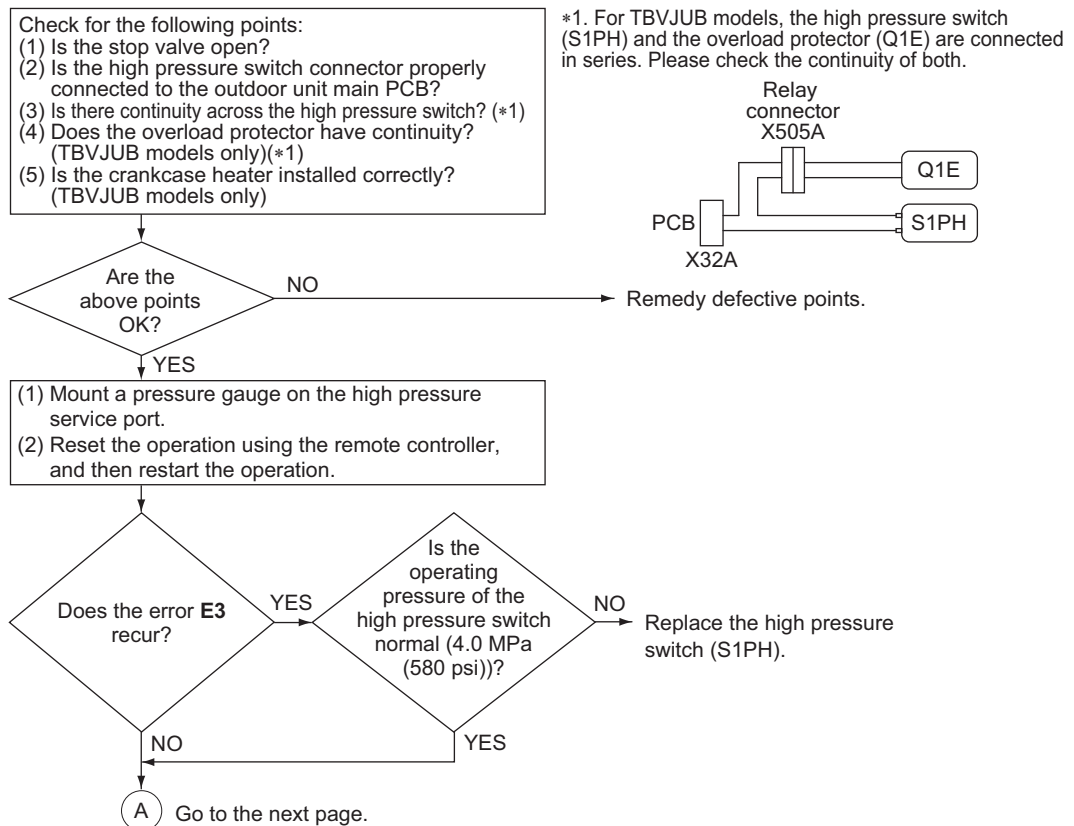 Check for the following points:
(1) Is the stop valve open?
(2) Is the high pressure switch connector properly
connected to the outdoor unit main PCB?
(3) Is there continuity across the high pressure switch? (*1)
(4) Does the overload protector have continuity?
(TBVJUB models only)(*1)
(5) Is the crankcase heater installed correctly?
(TBVJUB models only)
*1. For TBVJUB models, the high pressure switch
(S1PH) and the overload protector (Q1E) are connected
in series. Please check the continuity of both.
Relay
connector
X505A
Q1E
S1PH
PCB
X32A
Are the
above points
OK?
NO
Remedy defective points.
YES
(1) Mount a pressure gauge on the high pressure
service port.
(2) Reset the operation using the remote controller,
and then restart the operation.
Does the error E3
recur?
YES
Is the
operating
pressure of the
high pressure switch
normal (4.0 MPa
(580 psi))?
NO
Replace the high pressure
switch (S1PH).
NO
YES
A
Go to the next page.